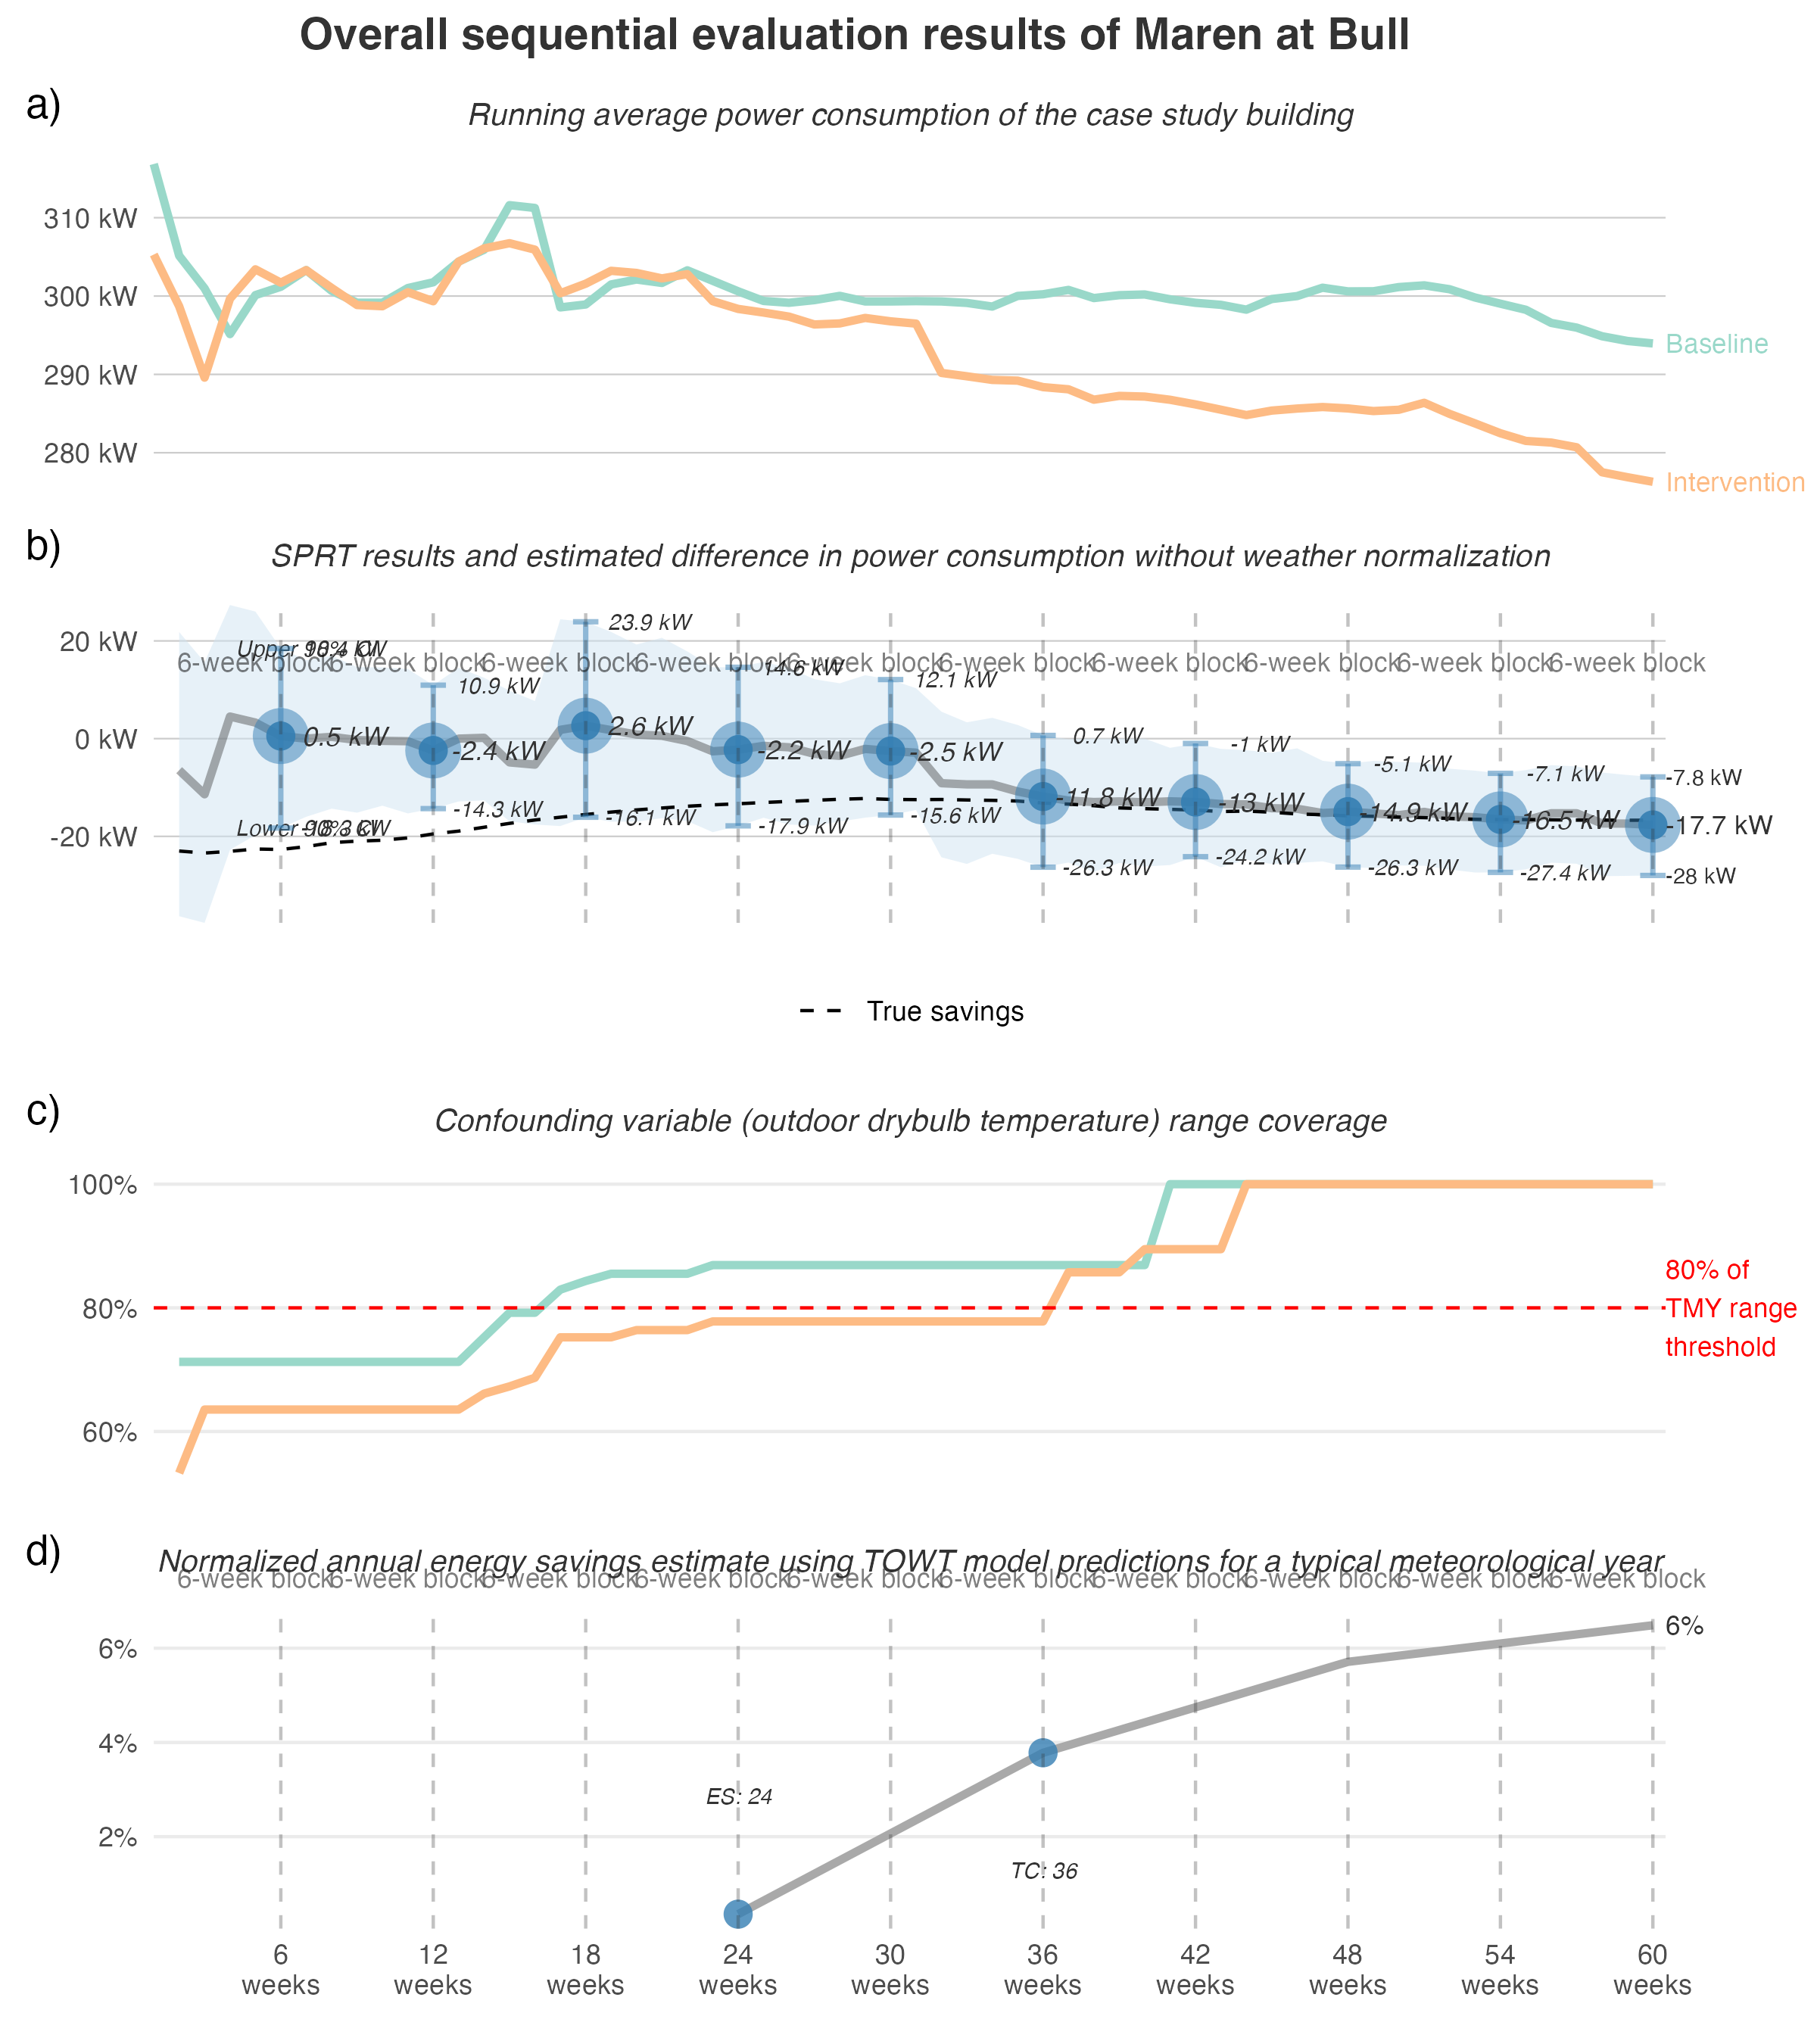 Overall sequential evaluation results of Maren at Bull
a)
Running average power consumption of the case study building
310 kW
300 kW
290 kW
280 kW
Baseline
Intervention
b)
SPRT results and estimated difference in power consumption without weather normalization
20 kW
0 kW
-20 kW
6-week block
6-week block
6-week block
6-week block
6-week block
6-week block
6-week block
6-week block
6-week block
6-week block
Upper 90% CI
10.9 kW
23.9 kW
14.6 kW
12.1 kW
0.7 kW
-1 kW
-5.1 kW
-7.1 kW
-7.8 kW
0.5 kW
-2.4 kW
2.6 kW
-2.2 kW
-2.5 kW
-11.8 kW
-13 kW
-14.9 kW
-16.5 kW
-17.7 kW
Lower 90% CI
-14.3 kW
-16.1 kW
-17.9 kW
-15.6 kW
-26.3 kW
-24.2 kW
-26.3 kW
-27.4 kW
-28 kW
True savings
c)
Confounding variable (outdoor drybulb temperature) range coverage
100%
80%
60%
80% of
TMY range
threshold
d)
Normalized annual energy savings estimate using TOWT model predictions for a typical meteorological year
6-week block
6-week block
6-week block
6-week block
6-week block
6-week block
6-week block
6-week block
6-week block
6-week block
6%
4%
2%
6%
ES: 24
TC: 36
6
weeks
12
weeks
18
weeks
24
weeks
30
weeks
36
weeks
42
weeks
48
weeks
54
weeks
60
weeks